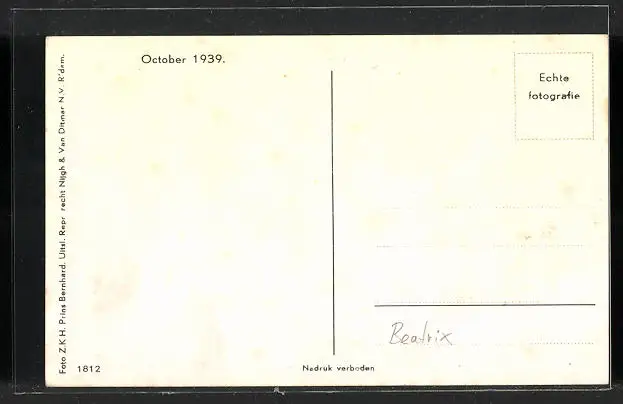 October 1939.
Echte
fotografie
Foto Z.K.H. Prins Bernhard. Uitsl. Repr. recht Nijgh & Van Ditmar N.V. R'dam.
Beatrix
1812
Nadruk verboden